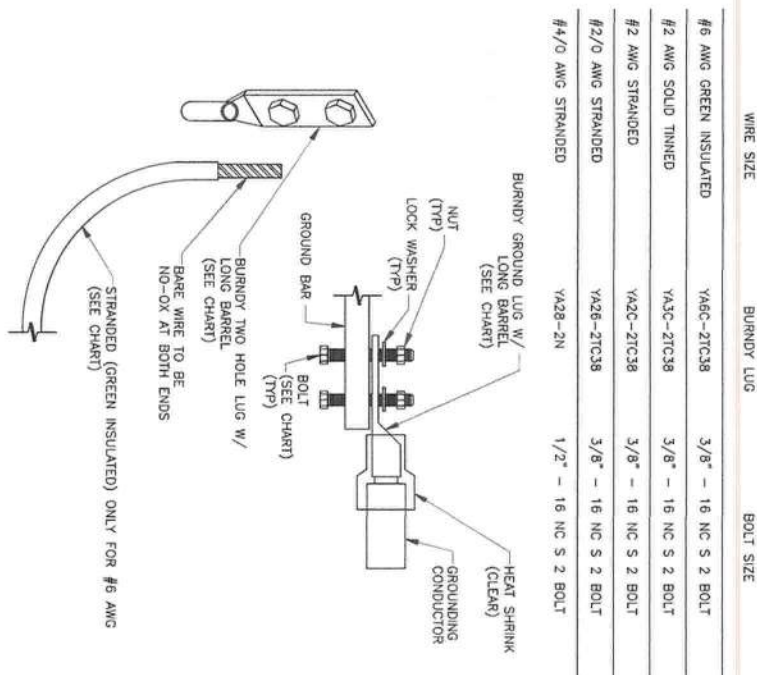 WIRE SIZE BURNDY LUG BOLT SIZE
#6 AWG GREEN INSULATED YA6C-2TC38 3/8" - 16 NC S 2 BOLT
#2 AWG SOLID TINNED YA3C-2TC38 3/8" - 16 NC S 2 BOLT
#2 AWG STRANDED YA2C-2TC38 3/8" - 16 NC S 2 BOLT
#2/0 AWG STRANDED YA26-2TC38 3/8" - 16 NC S 2 BOLT
#4/0 AWG STRANDED YA28-2N 1/2" - 16 NC S 2 BOLT
BURNDY GROUND LUG W/
LONG BARREL
(SEE CHART)
NUT
(TYP)
LOCK WASHER
(TYP)
GROUND BAR
BOLT
(SEE CHART)
(TYP)
HEAT SHRINK
(CLEAR)
GROUNDING
CONDUCTOR
BURNDY TWO HOLE LUG W/
LONG BARREL
(SEE CHART)
BARE WIRE TO BE
NO-OX AT BOTH ENDS
STRANDED (GREEN INSULATED) ONLY FOR #6 AWG
(SEE CHART)